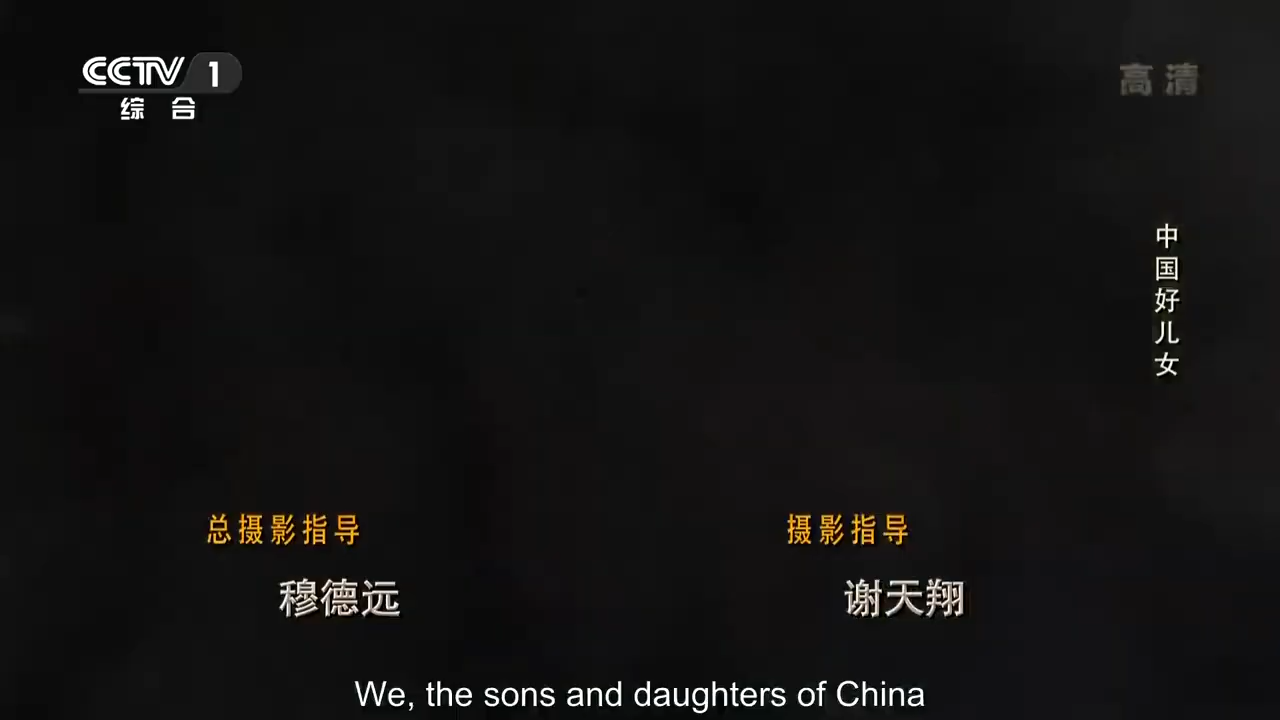 CCTV 1
综合
高清
中国好儿女
总摄影指导
摄影指导
穆德远
谢天翔
We, the sons and daughters of China